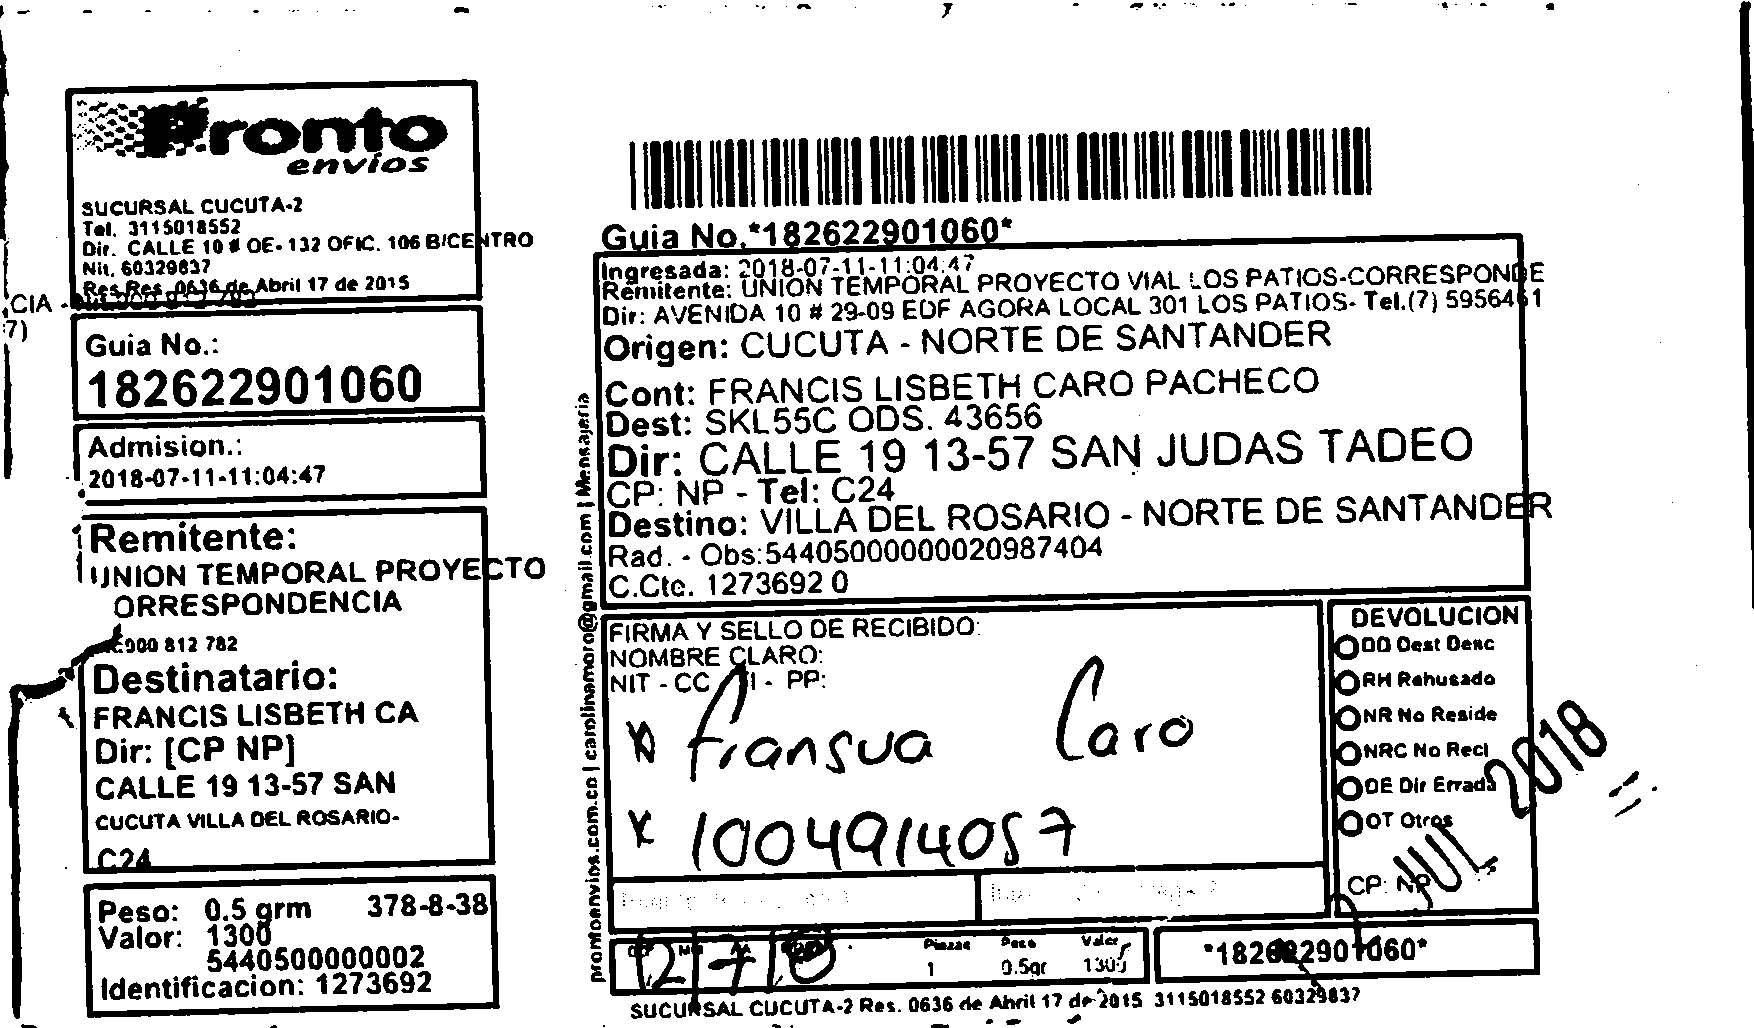 Pronto
envíos
SUCURSAL CUCUTA-2
Tel. 3115018552
Dir. CALLE 10 # OE-132 OFIC. 106 B/CENTRO
Nit. 60329837
Res.Res. 0636 de Abril 17 de 2015
CIA -
7)
Guia No.:
182622901060
Admision.:
2018-07-11-11:04:47
Remitente:
UNION TEMPORAL PROYECTO
ORRESPONDENCIA
900 812 782
Destinatario:
FRANCIS LISBETH CA
Dir: [CP NP]
CALLE 19 13-57 SAN
CUCUTA VILLA DEL ROSARIO-
C24
Peso: 0.5 grm 378-8-38
Valor: 1300
5440500000002
Identificacion: 1273692
prontoenvios.com.co | carolinamoro@gmail.com | Mensajeria
Guia No.*182622901060*
Ingresada: 2018-07-11-11:04:47
Remitente: UNION TEMPORAL PROYECTO VIAL LOS PATIOS-CORRESPONDE
Dir: AVENIDA 10 # 29-09 EDF AGORA LOCAL 301 LOS PATIOS- Tel.(7) 5956461
Origen: CUCUTA - NORTE DE SANTANDER
Cont: FRANCIS LISBETH CARO PACHECO
Dest: SKL55C ODS. 43656
Dir: CALLE 19 13-57 SAN JUDAS TADEO
CP: NP - Tel: C24
Destino: VILLA DEL ROSARIO - NORTE DE SANTANDER
Rad. - Obs:54405000000020987404
C.Cte. 1273692 0
FIRMA Y SELLO DE RECIBIDO:
NOMBRE CLARO:
NIT - CC - TI - PP:
x Fransua Caro
x 1004914057
DEVOLUCION
DD Dest Desc
RH Rehusado
NR No Reside
NRC No Recl
DE Dir Errada
OT Otros
CP: NP
JUL 2018
12 7 18
Piezas Peso Valor
1 0.5gr 1300
*182622901060*
SUCURSAL CUCUTA-2 Res. 0636 de Abril 17 de 2015 3115018552 60329837